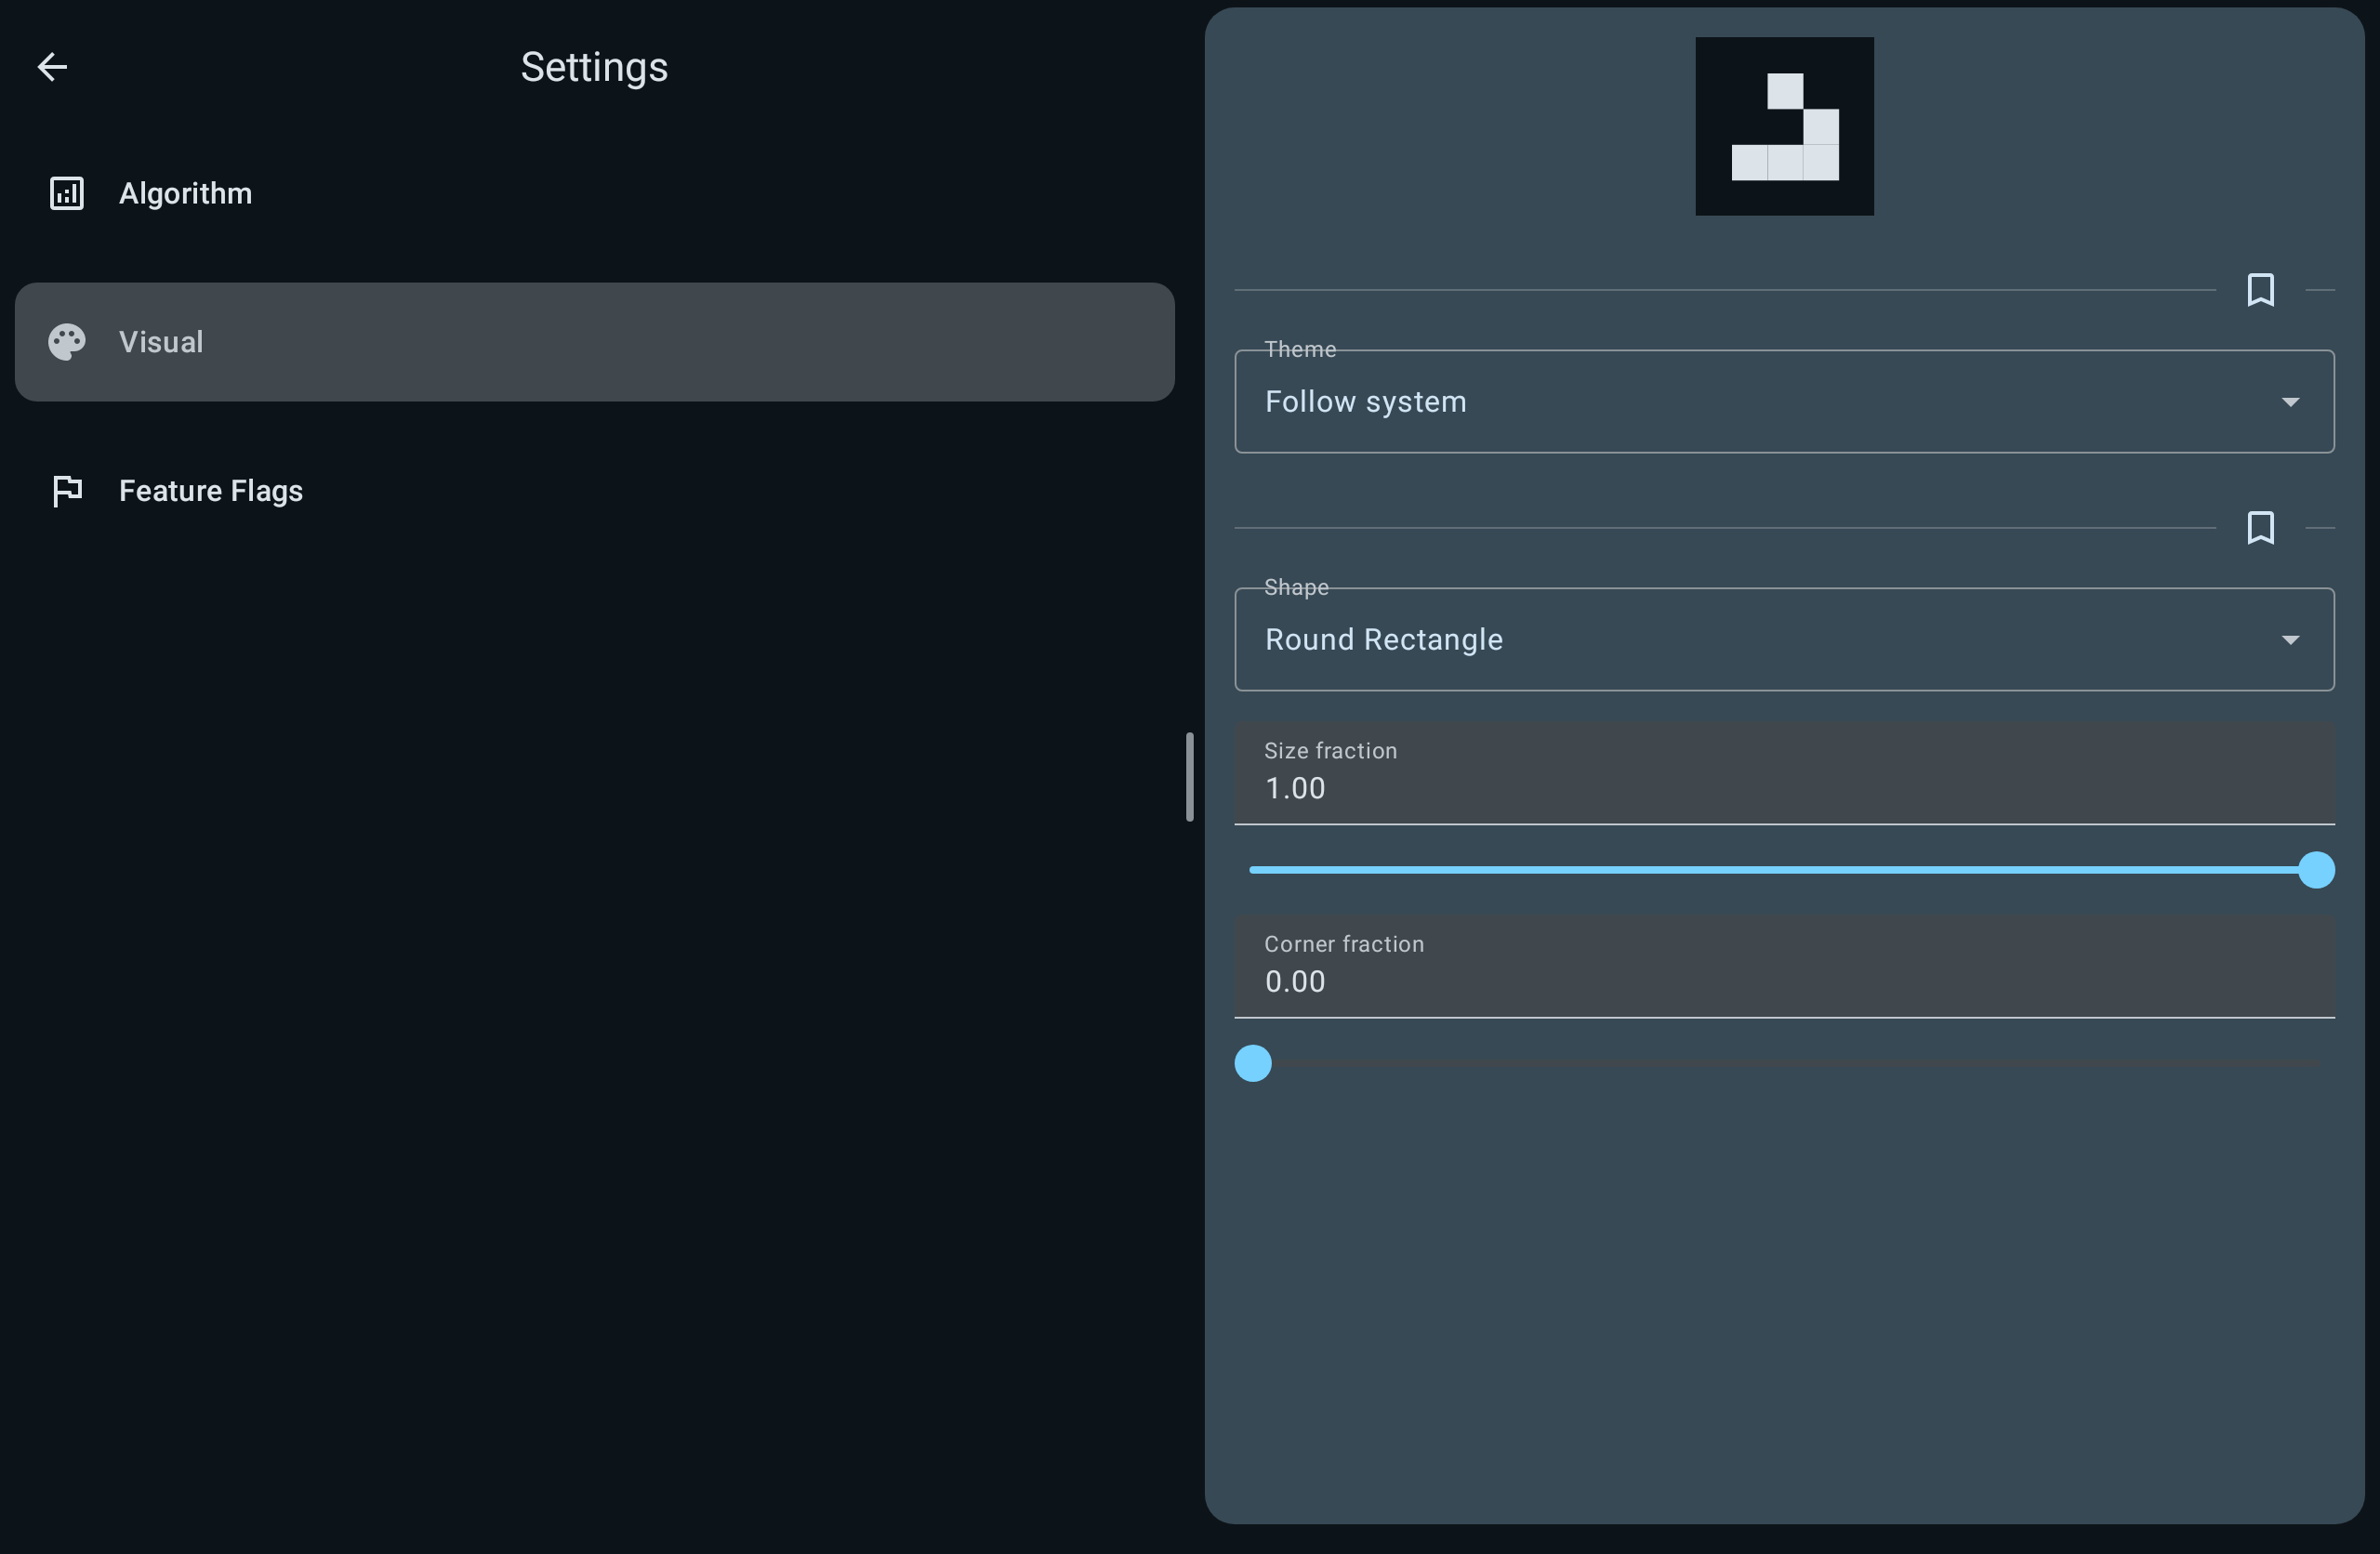 Settings
Algorithm
Visual
Feature Flags
Theme
Follow system
Shape
Round Rectangle
Size fraction
1.00
Corner fraction
0.00